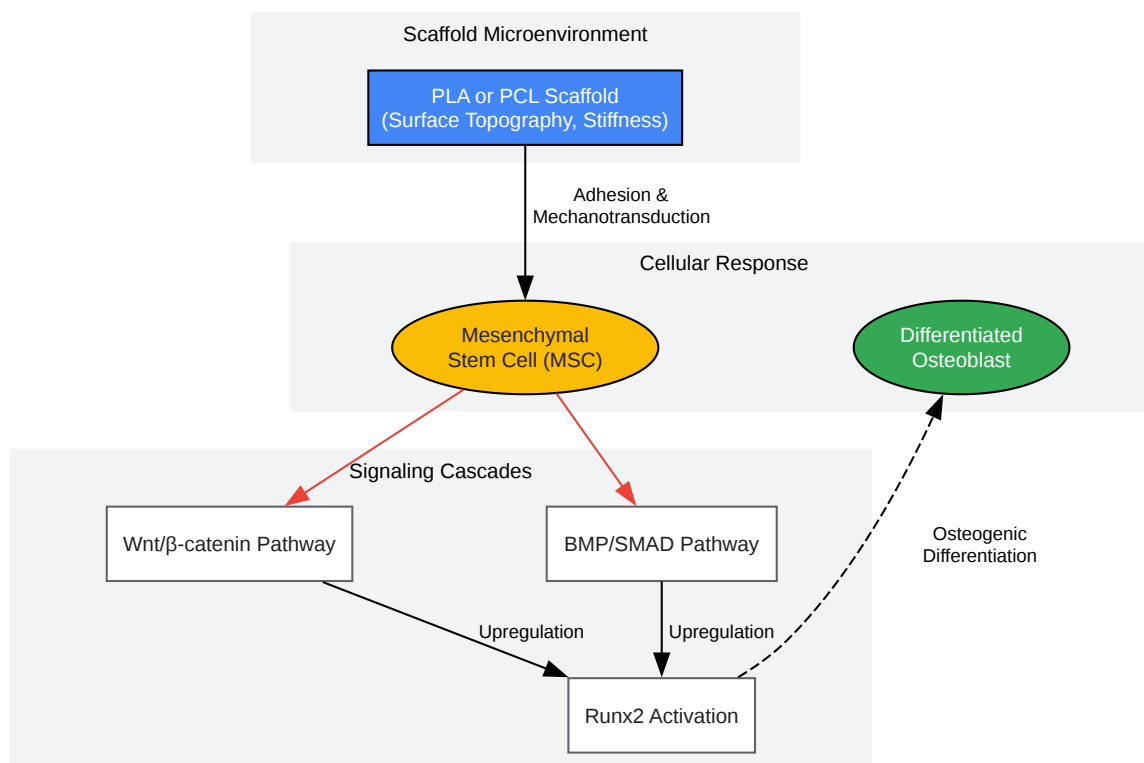 Scaffold Microenvironment
PLA or PCL Scaffold
(Surface Topography, Stiffness)
Adhesion &
Mechanotransduction
Cellular Response
Mesenchymal
Stem Cell (MSC)
Differentiated
Osteoblast
Signaling Cascades
Wnt/β-catenin Pathway
BMP/SMAD Pathway
Osteogenic
Differentiation
Upregulation
Upregulation
Runx2 Activation